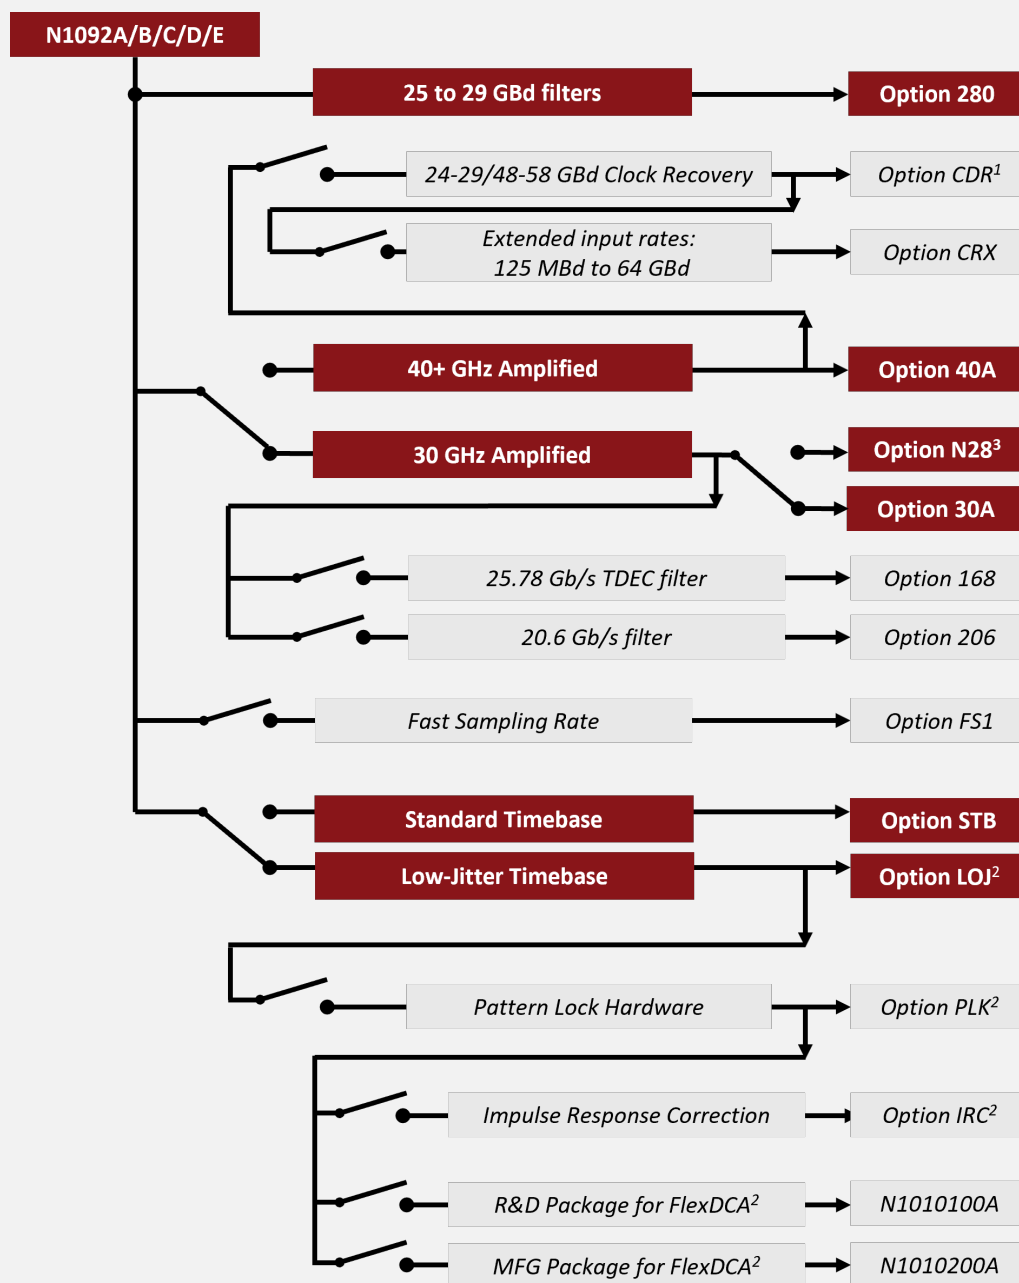 N1092A/B/C/D/E
25 to 29 GBd filters
Option 280
24-29/48-58 GBd Clock Recovery
Option CDR¹
Extended input rates:
125 MBd to 64 GBd
Option CRX
40+ GHz Amplified
Option 40A
30 GHz Amplified
Option N28³
Option 30A
25.78 Gb/s TDEC filter
Option 168
20.6 Gb/s filter
Option 206
Fast Sampling Rate
Option FS1
Standard Timebase
Option STB
Low-Jitter Timebase
Option LOJ²
Pattern Lock Hardware
Option PLK²
Impulse Response Correction
Option IRC²
R&D Package for FlexDCA²
N1010100A
MFG Package for FlexDCA²
N1010200A